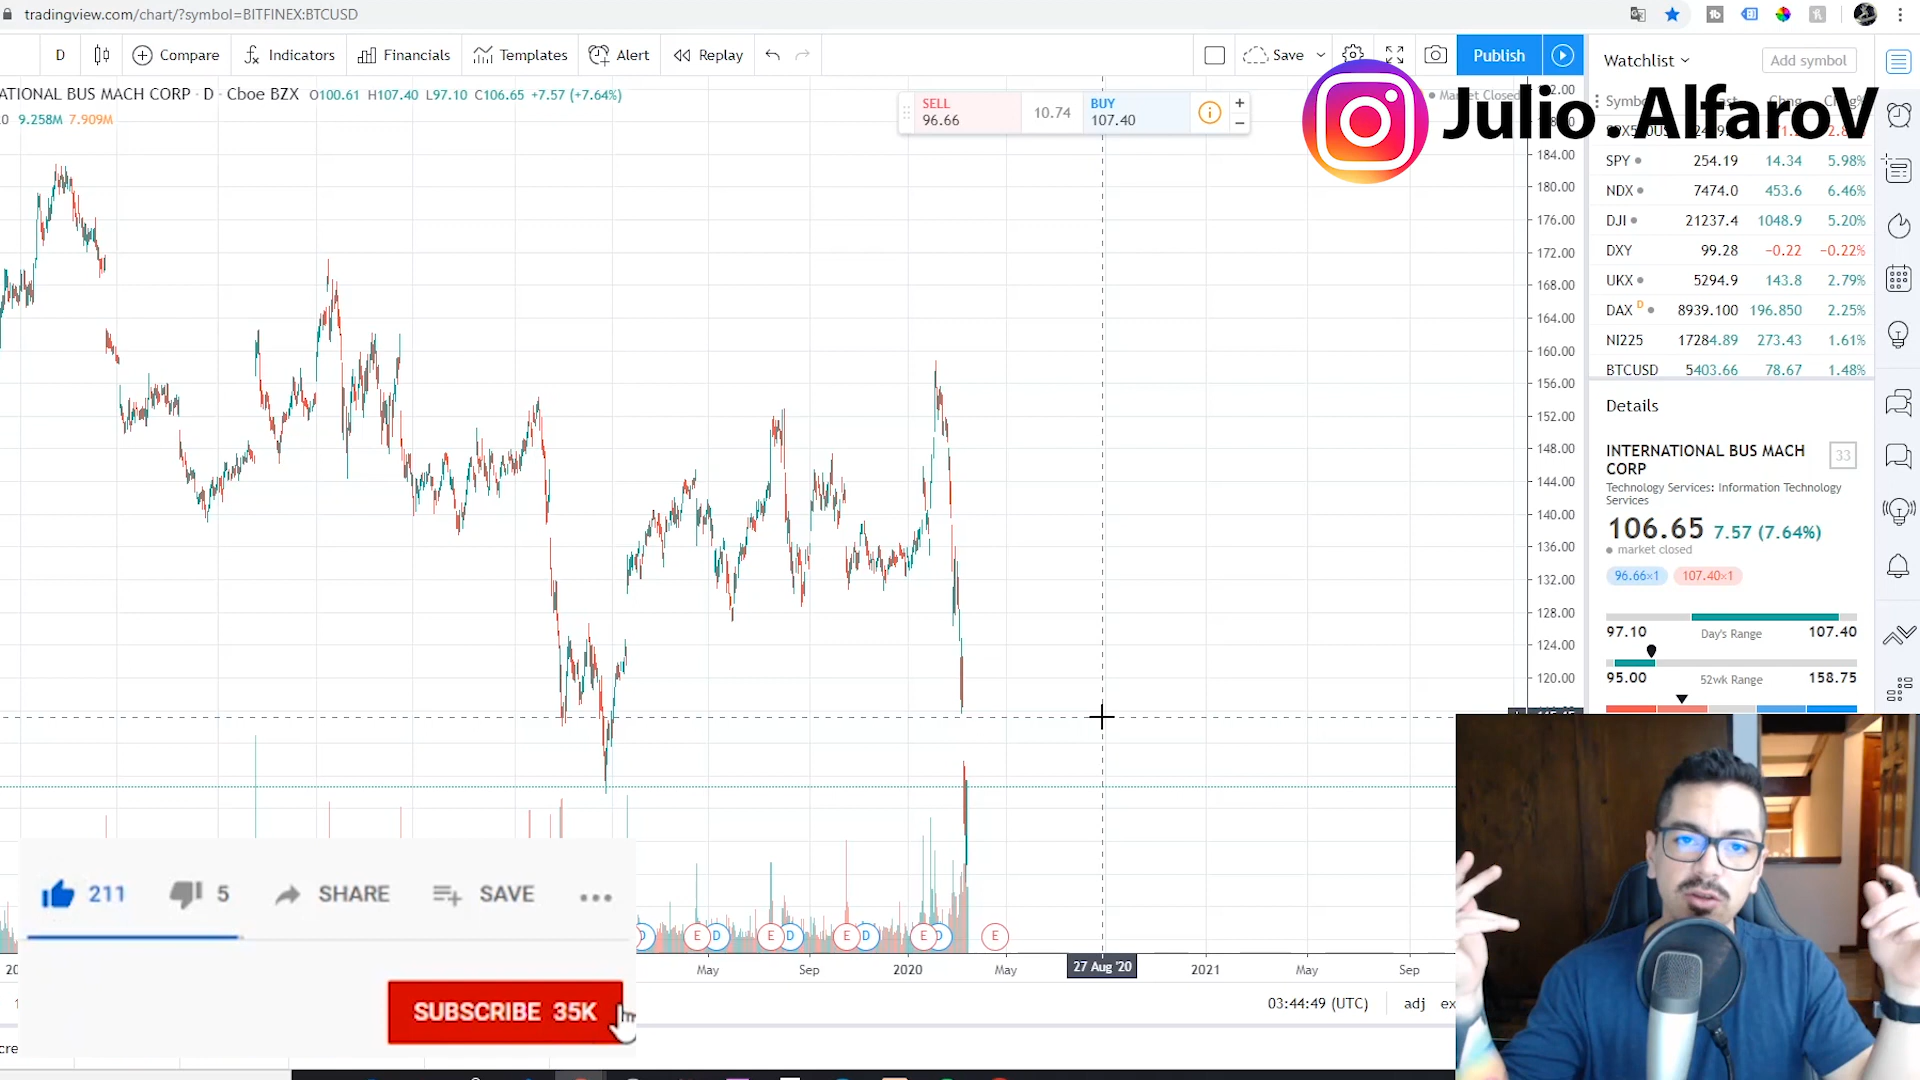 tradingview.com/chart/?symbol=BITFINEX:BTCUSD
D Compare Indicators Financials Templates Alert Replay Save Publish
Watchlist Add symbol
ATIONAL BUS MACH CORP · D · Cboe BZX O100.61 H107.40 L97.10 C106.65 +7.57 (+7.64%)
0 9.258M 7.909M
SELL
96.66
10.74
BUY
107.40
Market Closed
Julio.AlfaroV
SPY 254.19 14.34 5.98%
NDX 7474.0 453.6 6.46%
DJI 21237.4 1048.9 5.20%
DXY 99.28 −0.22 −0.22%
UKX 5294.9 143.8 2.79%
DAX D 8939.100 196.850 2.25%
NI225 17284.89 273.43 1.61%
BTCUSD 5403.66 78.67 1.48%
184.00
180.00
176.00
172.00
168.00
164.00
160.00
156.00
152.00
148.00
144.00
140.00
136.00
132.00
128.00
124.00
120.00
Details
INTERNATIONAL BUS MACH
CORP
33
Technology Services: Information Technology
Services
106.65 7.57 (7.64%)
market closed
96.66×1 107.40×1
97.10 Day's Range 107.40
95.00 52wk Range 158.75
211 5 SHARE SAVE
D E D E D E D E D E
May Sep 2020 May 27 Aug '20 2021 May Sep
SUBSCRIBE 35K
03:44:49 (UTC) adj